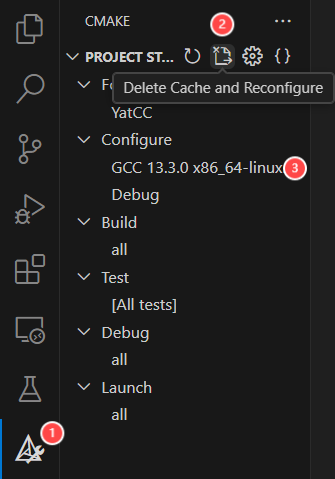 CMAKE
2
PROJECT ST...
Fo
Delete Cache and Reconfigure
YatCC
Configure
GCC 13.3.0 x86_64-linux
3
Debug
Build
all
Test
[All tests]
Debug
all
Launch
all
1